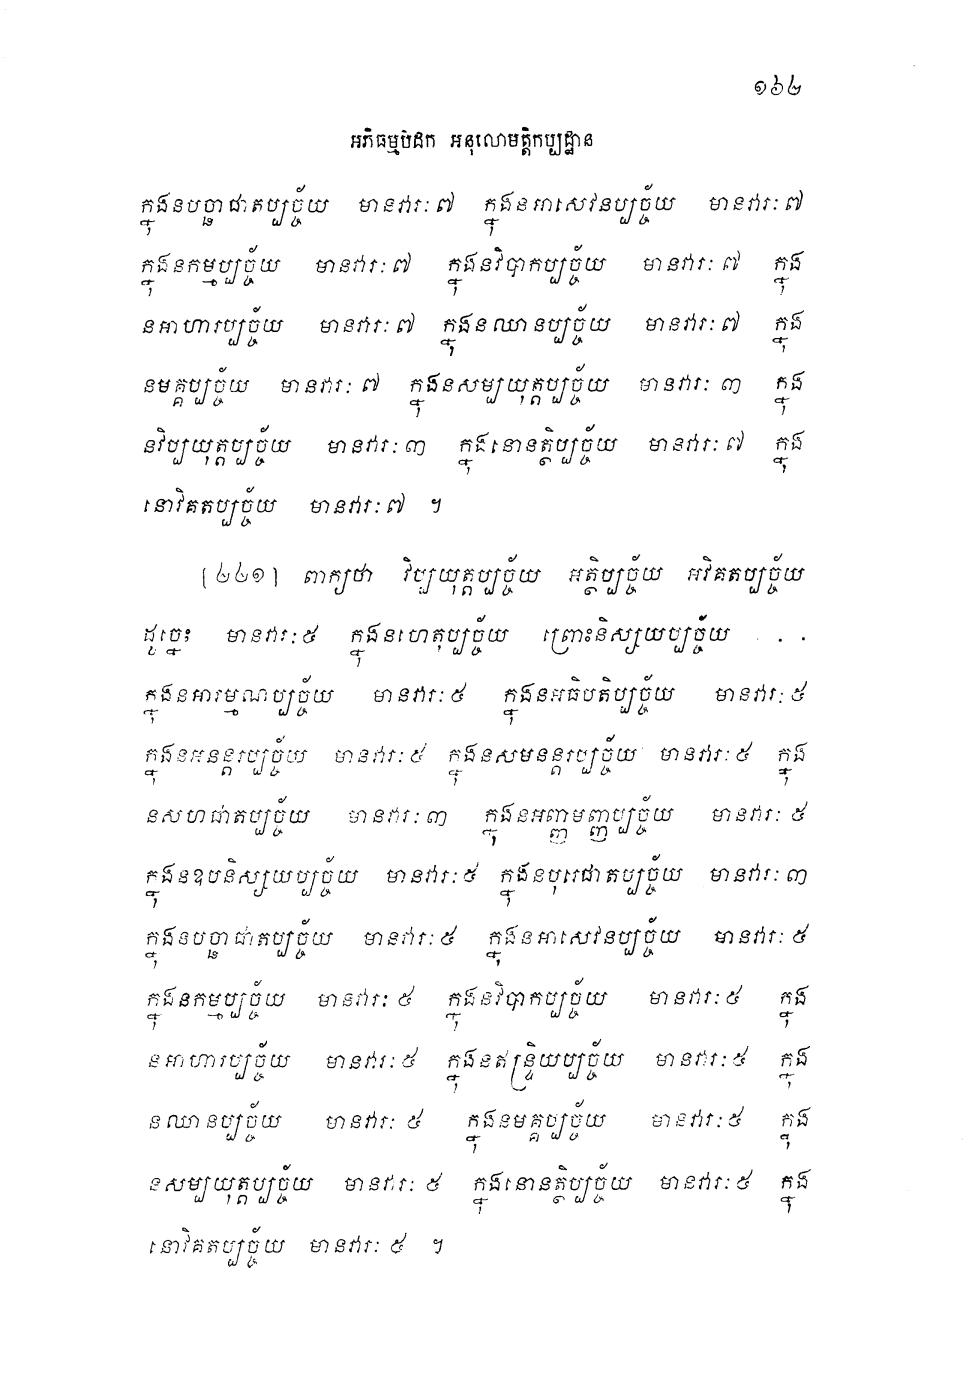 ១៦២
អភិធម្មបិដក អនុលោមត្តិកប្បដ្ឋាន
ក្នុងនបច្ឆាជាតប្បច្ច័យ មានវារៈ៧ ក្នុងនអាសេវនប្បច្ច័យ មានវារៈ៧
ក្នុងនកម្មប្បច្ច័យ មានវារៈ៧ ក្នុងនវិបាកប្បច្ច័យ មានវារៈ៧ ក្នុង
នអាហារប្បច្ច័យ មានវារៈ៧ ក្នុងនឈានប្បច្ច័យ មានវារៈ៧ ក្នុង
នមគ្គប្បច្ច័យ មានវារៈ៧ ក្នុងនសម្បយុត្តប្បច្ច័យ មានវារៈ៣ ក្នុង
នវិប្បយុត្តប្បច្ច័យ មានវារៈ៣ ក្នុងនោនត្ថិប្បច្ច័យ មានវារៈ៧ ក្នុង
នោវិគតប្បច្ច័យ មានវារៈ៧ ។
[២២១] ពាក្យថា វិប្បយុត្តប្បច្ច័យ អត្ថិប្បច្ច័យ អវិគតប្បច្ច័យ
ដូច្នេះ មានវារៈ៥ ក្នុងនហេតុប្បច្ច័យ ព្រោះនិស្សយប្បច្ច័យ . . .
ក្នុងនអារម្មណប្បច្ច័យ មានវារៈ៥ ក្នុងនអធិបតិប្បច្ច័យ មានវារៈ៥
ក្នុងនអនន្តរប្បច្ច័យ មានវារៈ៥ ក្នុងនសមនន្តរប្បច្ច័យ មានវារៈ៥ ក្នុង
នសហជាតប្បច្ច័យ មានវារៈ៣ ក្នុងនអញ្ញមញ្ញប្បច្ច័យ មានវារៈ៥
ក្នុងនឧបនិស្សយប្បច្ច័យ មានវារៈ៥ ក្នុងនបុរេជាតប្បច្ច័យ មានវារៈ៣
ក្នុងនបច្ឆាជាតប្បច្ច័យ មានវារៈ៥ ក្នុងនអាសេវនប្បច្ច័យ មានវារៈ៥
ក្នុងនកម្មប្បច្ច័យ មានវារៈ៥ ក្នុងនវិបាកប្បច្ច័យ មានវារៈ៥ ក្នុង
នអាហារប្បច្ច័យ មានវារៈ៥ ក្នុងនឥន្ទ្រិយប្បច្ច័យ មានវារៈ៥ ក្នុង
នឈានប្បច្ច័យ មានវារៈ៥ ក្នុងនមគ្គប្បច្ច័យ មានវារៈ៥ ក្នុង
នសម្បយុត្តប្បច្ច័យ មានវារៈ៥ ក្នុងនោនត្ថិប្បច្ច័យ មានវារៈ៥ ក្នុង
នោវិគតប្បច្ច័យ មានវារៈ៥ ។